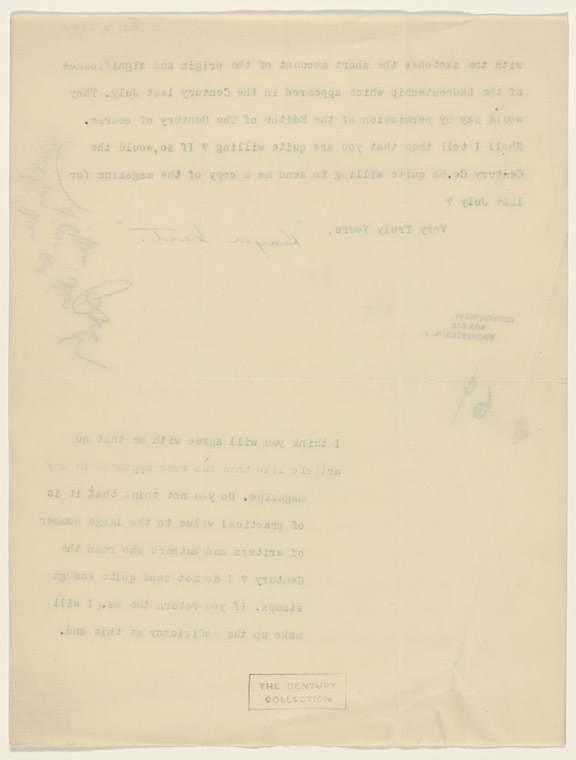 with the sketches the short account of the origin and significance
of the Laureateship which appeared in the Century last July. They
would say by permission of the Editor of The Century of course.
Shall I tell them that you are quite willing ? If so,would the
Century Co.be quite willing to send me a copy of the magazine for
last July ?
Very Truly Yours,
Kenyon West.
KENYON WEST.
BOX 512.
ROCHESTER N. Y.
64
I think you will agree with me that no
article like this has ever appeared in any
magazine. Do you not think that it is
of practical value to the large number
of writers and authors who read the
Century ? I do not send quite enough
stamps. If you return the ms., I will
make up the deficiency at this end.
THE CENTURY
COLLECTION